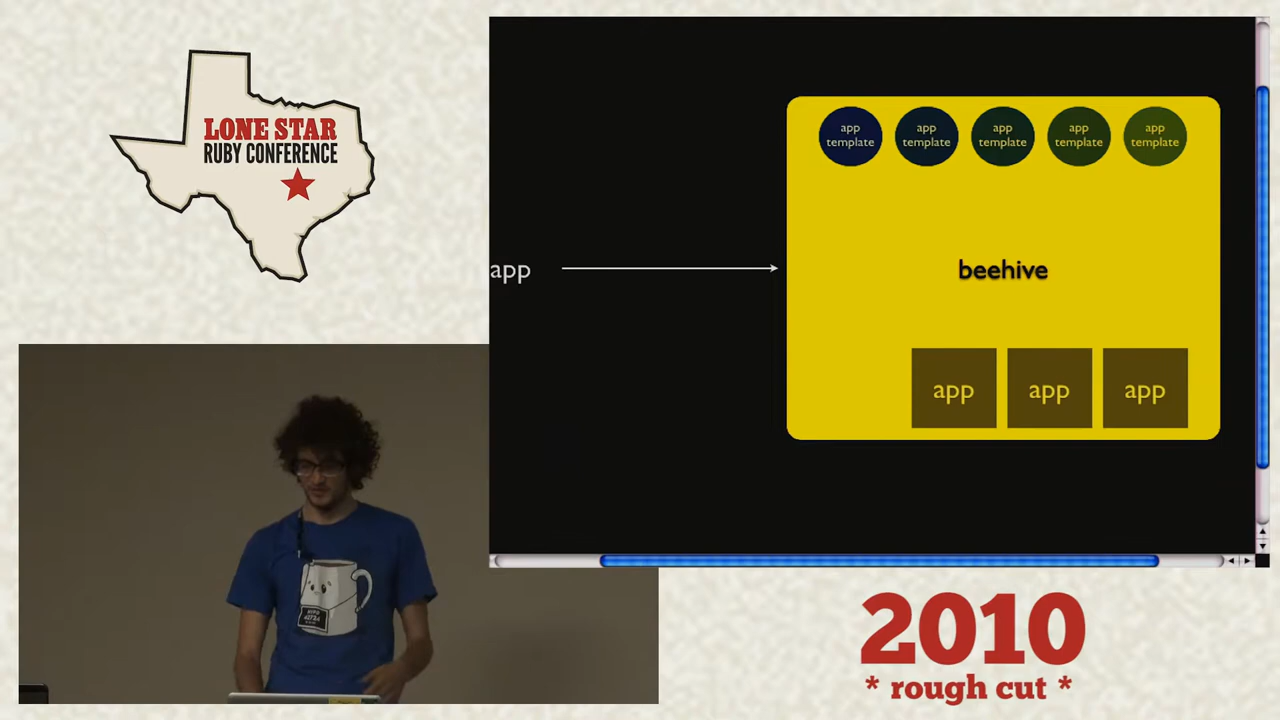 LONE STAR
RUBY CONFERENCE
app
template
app
template
app
template
app
template
app
template
app
beehive
app
app
app
2010
* rough cut *